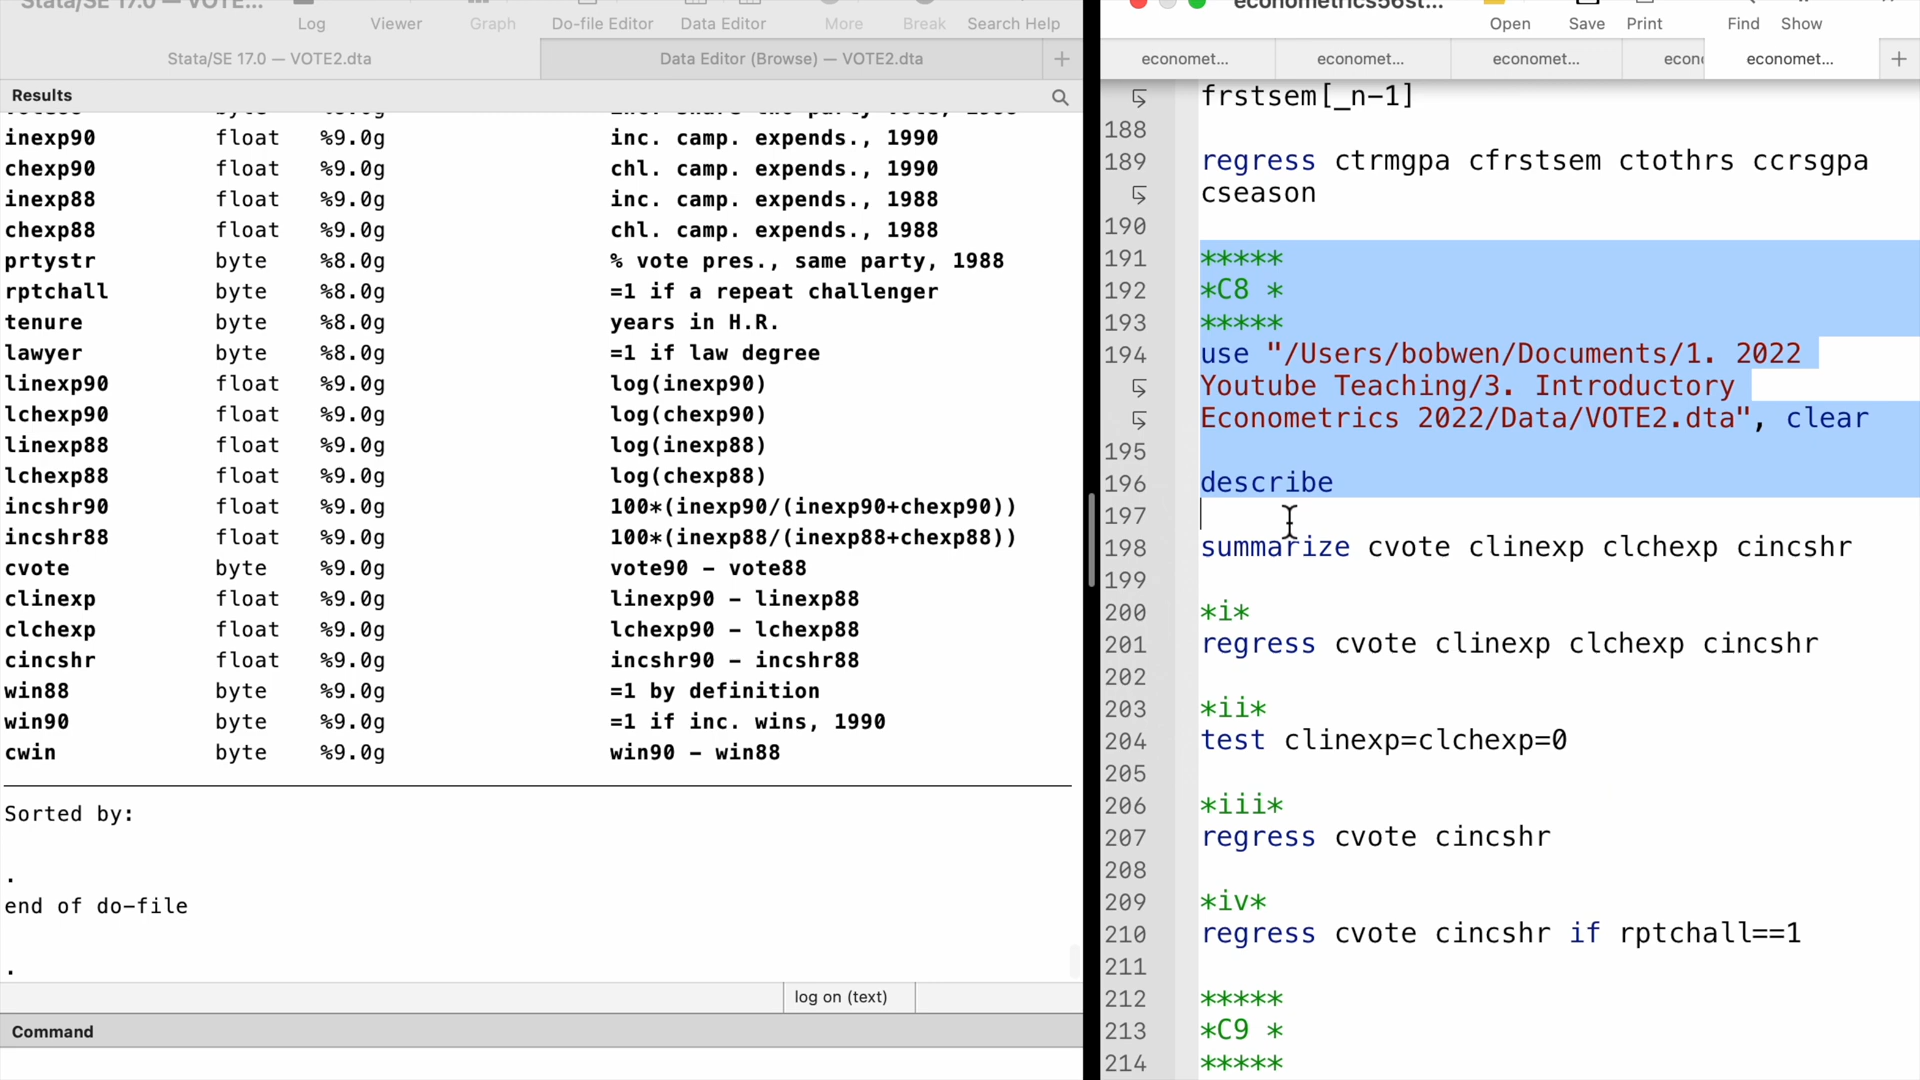 Stata/SE 17.0 — VOTE...
Log Viewer Graph Do-file Editor Data Editor More Break Search Help
Stata/SE 17.0 — VOTE2.dta Data Editor (Browse) — VOTE2.dta +
Results
inexp90 float %9.0g inc. camp. expends., 1990
chexp90 float %9.0g chl. camp. expends., 1990
inexp88 float %9.0g inc. camp. expends., 1988
chexp88 float %9.0g chl. camp. expends., 1988
prtystr byte %8.0g % vote pres., same party, 1988
rptchall byte %8.0g =1 if a repeat challenger
tenure byte %8.0g years in H.R.
lawyer byte %8.0g =1 if law degree
linexp90 float %9.0g log(inexp90)
lchexp90 float %9.0g log(chexp90)
linexp88 float %9.0g log(inexp88)
lchexp88 float %9.0g log(chexp88)
incshr90 float %9.0g 100*(inexp90/(inexp90+chexp90))
incshr88 float %9.0g 100*(inexp88/(inexp88+chexp88))
cvote byte %9.0g vote90 - vote88
clinexp float %9.0g linexp90 - linexp88
clchexp float %9.0g lchexp90 - lchexp88
cincshr float %9.0g incshr90 - incshr88
win88 byte %9.0g =1 by definition
win90 byte %9.0g =1 if inc. wins, 1990
cwin byte %9.0g win90 - win88
Sorted by:
.
end of do-file
.
log on (text)
Command
econometrics56st...
Open Save Print Find Show
economet... economet... economet... econ economet... +
frstsem[_n-1]
188
189 regress ctrmgpa cfrstsem ctothrs ccrsgpa
cseason
190
191 *****
192 *C8 *
193 *****
194 use "/Users/bobwen/Documents/1. 2022
Youtube Teaching/3. Introductory
Econometrics 2022/Data/VOTE2.dta", clear
195
196 describe
197
198 summarize cvote clinexp clchexp cincshr
199
200 *i*
201 regress cvote clinexp clchexp cincshr
202
203 *ii*
204 test clinexp=clchexp=0
205
206 *iii*
207 regress cvote cincshr
208
209 *iv*
210 regress cvote cincshr if rptchall==1
211
212 *****
213 *C9 *
214 *****